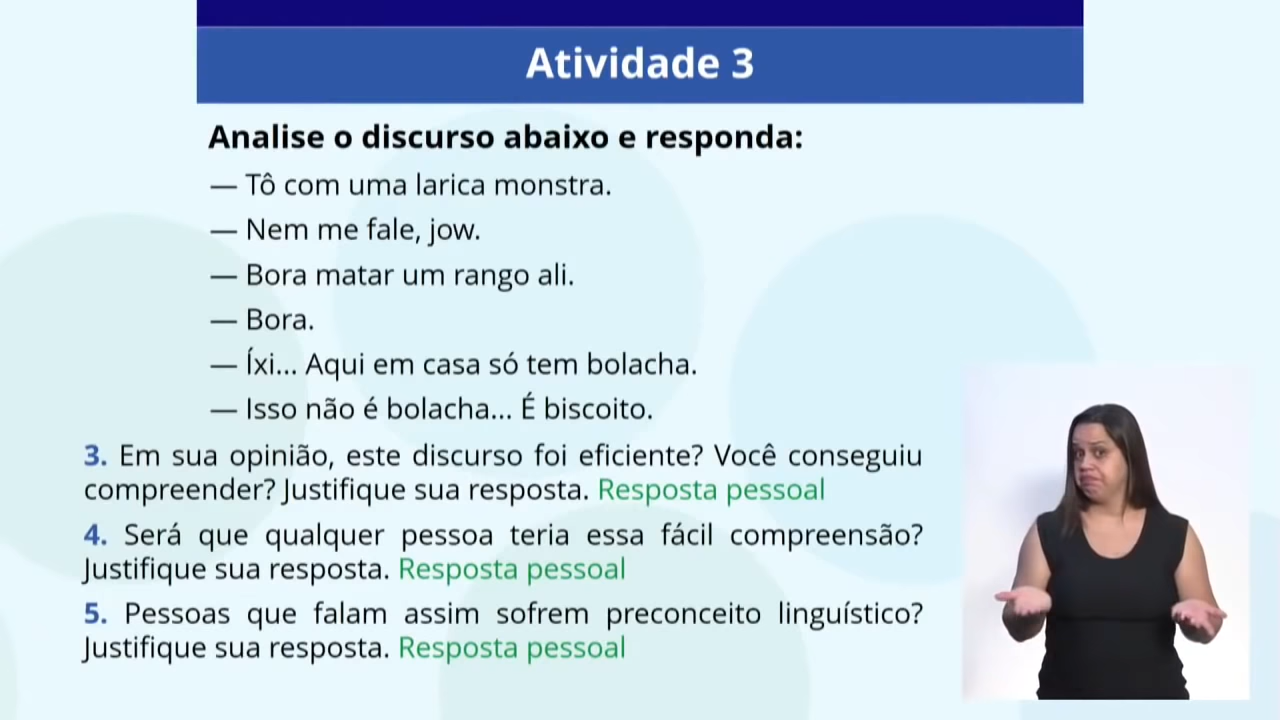 Atividade 3
Analise o discurso abaixo e responda:
— Tô com uma larica monstra.
— Nem me fale, jow.
— Bora matar um rango ali.
— Bora.
— Íxi... Aqui em casa só tem bolacha.
— Isso não é bolacha... É biscoito.
3. Em sua opinião, este discurso foi eficiente? Você conseguiu
compreender? Justifique sua resposta. Resposta pessoal
4. Será que qualquer pessoa teria essa fácil compreensão?
Justifique sua resposta. Resposta pessoal
5. Pessoas que falam assim sofrem preconceito linguístico?
Justifique sua resposta. Resposta pessoal